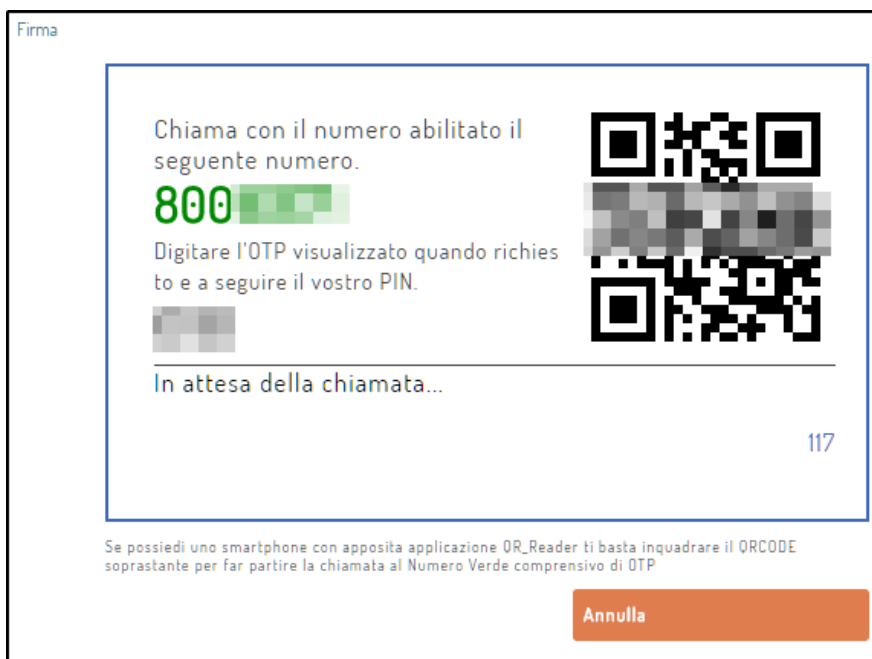 Firma
Chiama con il numero abilitato il
seguente numero.
800
Digitare l'OTP visualizzato quando richies
to e a seguire il vostro PIN.
In attesa della chiamata...
117
Se possiedi uno smartphone con apposita applicazione QR_Reader ti basta inquadrare il QRCODE
soprastante per far partire la chiamata al Numero Verde comprensivo di OTP
Annulla